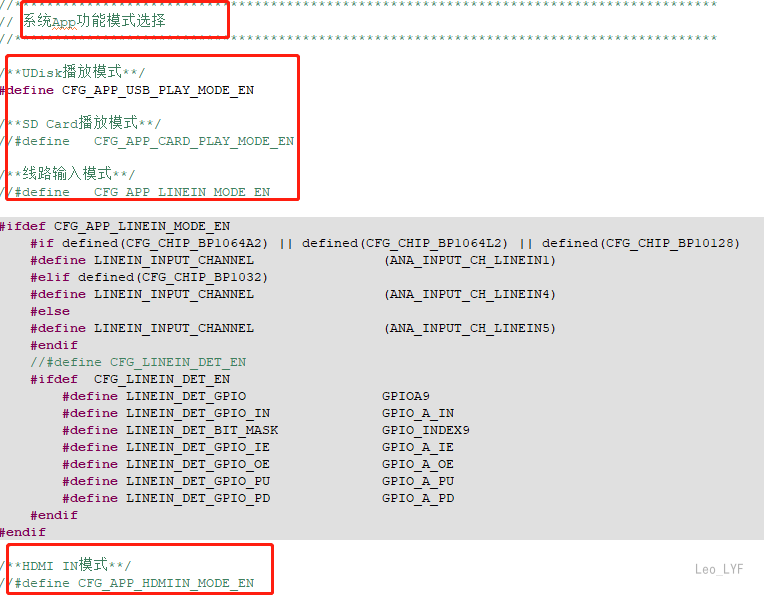 //****************************************************************************************
// 系统App功能模式选择
//****************************************************************************************
/**UDisk播放模式**/
#define CFG_APP_USB_PLAY_MODE_EN
/**SD Card播放模式**/
//#define   CFG_APP_CARD_PLAY_MODE_EN
/**线路输入模式**/
//#define   CFG_APP_LINEIN_MODE_EN
#ifdef CFG_APP_LINEIN_MODE_EN
    #if defined(CFG_CHIP_BP1064A2) || defined(CFG_CHIP_BP1064L2) || defined(CFG_CHIP_BP10128)
    #define LINEIN_INPUT_CHANNEL                (ANA_INPUT_CH_LINEIN1)
    #elif defined(CFG_CHIP_BP1032)
    #define LINEIN_INPUT_CHANNEL                (ANA_INPUT_CH_LINEIN4)
    #else
    #define LINEIN_INPUT_CHANNEL                (ANA_INPUT_CH_LINEIN5)
    #endif
    //#define CFG_LINEIN_DET_EN
    #ifdef  CFG_LINEIN_DET_EN
        #define LINEIN_DET_GPIO                 GPIOA9
        #define LINEIN_DET_GPIO_IN              GPIO_A_IN
        #define LINEIN_DET_BIT_MASK             GPIO_INDEX9
        #define LINEIN_DET_GPIO_IE              GPIO_A_IE
        #define LINEIN_DET_GPIO_OE              GPIO_A_OE
        #define LINEIN_DET_GPIO_PU              GPIO_A_PU
        #define LINEIN_DET_GPIO_PD              GPIO_A_PD
    #endif
#endif
/**HDMI IN模式**/
//#define CFG_APP_HDMIIN_MODE_EN
Leo_LYF